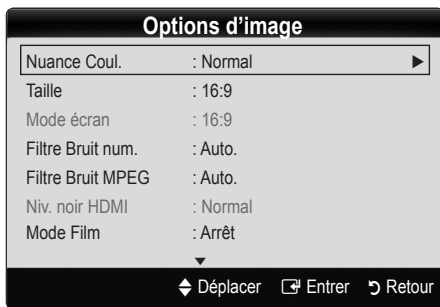 Options d’image
Nuance Coul. : Normal
Taille : 16:9
Mode écran : 16:9
Filtre Bruit num. : Auto.
Filtre Bruit MPEG : Auto.
Niv. noir HDMI : Normal
Mode Film : Arrêt
Déplacer Entrer Retour